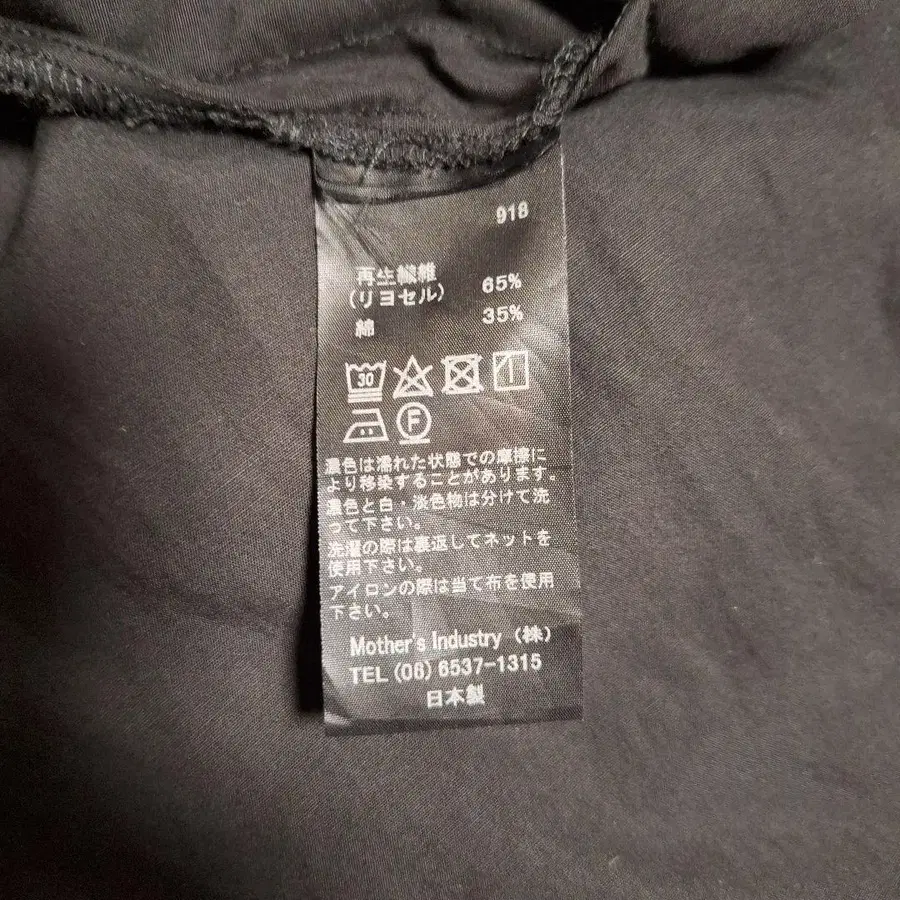 918
再生繊維
(リヨセル) 65%
綿 35%
30
F
濃色は濡れた状態での摩擦に
より移染することがあります。
濃色と白・淡色物は分けて洗
って下さい。
洗濯の際は裏返してネットを
使用下さい。
アイロンの際は当て布を使用
下さい。
Mother's Industry (株)
TEL (06) 6537-1315
日本製